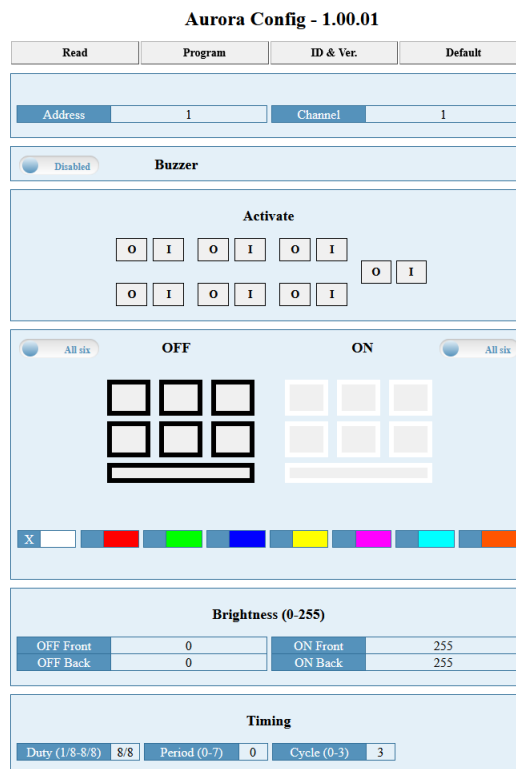 Aurora Config - 1.00.01
Read Program ID & Ver. Default
Address 1 Channel 1
Disabled Buzzer
Activate
O I O I O I
O I
O I O I O I
All six OFF ON All six
X
Brightness (0-255)
OFF Front 0 ON Front 255
OFF Back 0 ON Back 255
Timing
Duty (1/8-8/8) 8/8 Period (0-7) 0 Cycle (0-3) 3